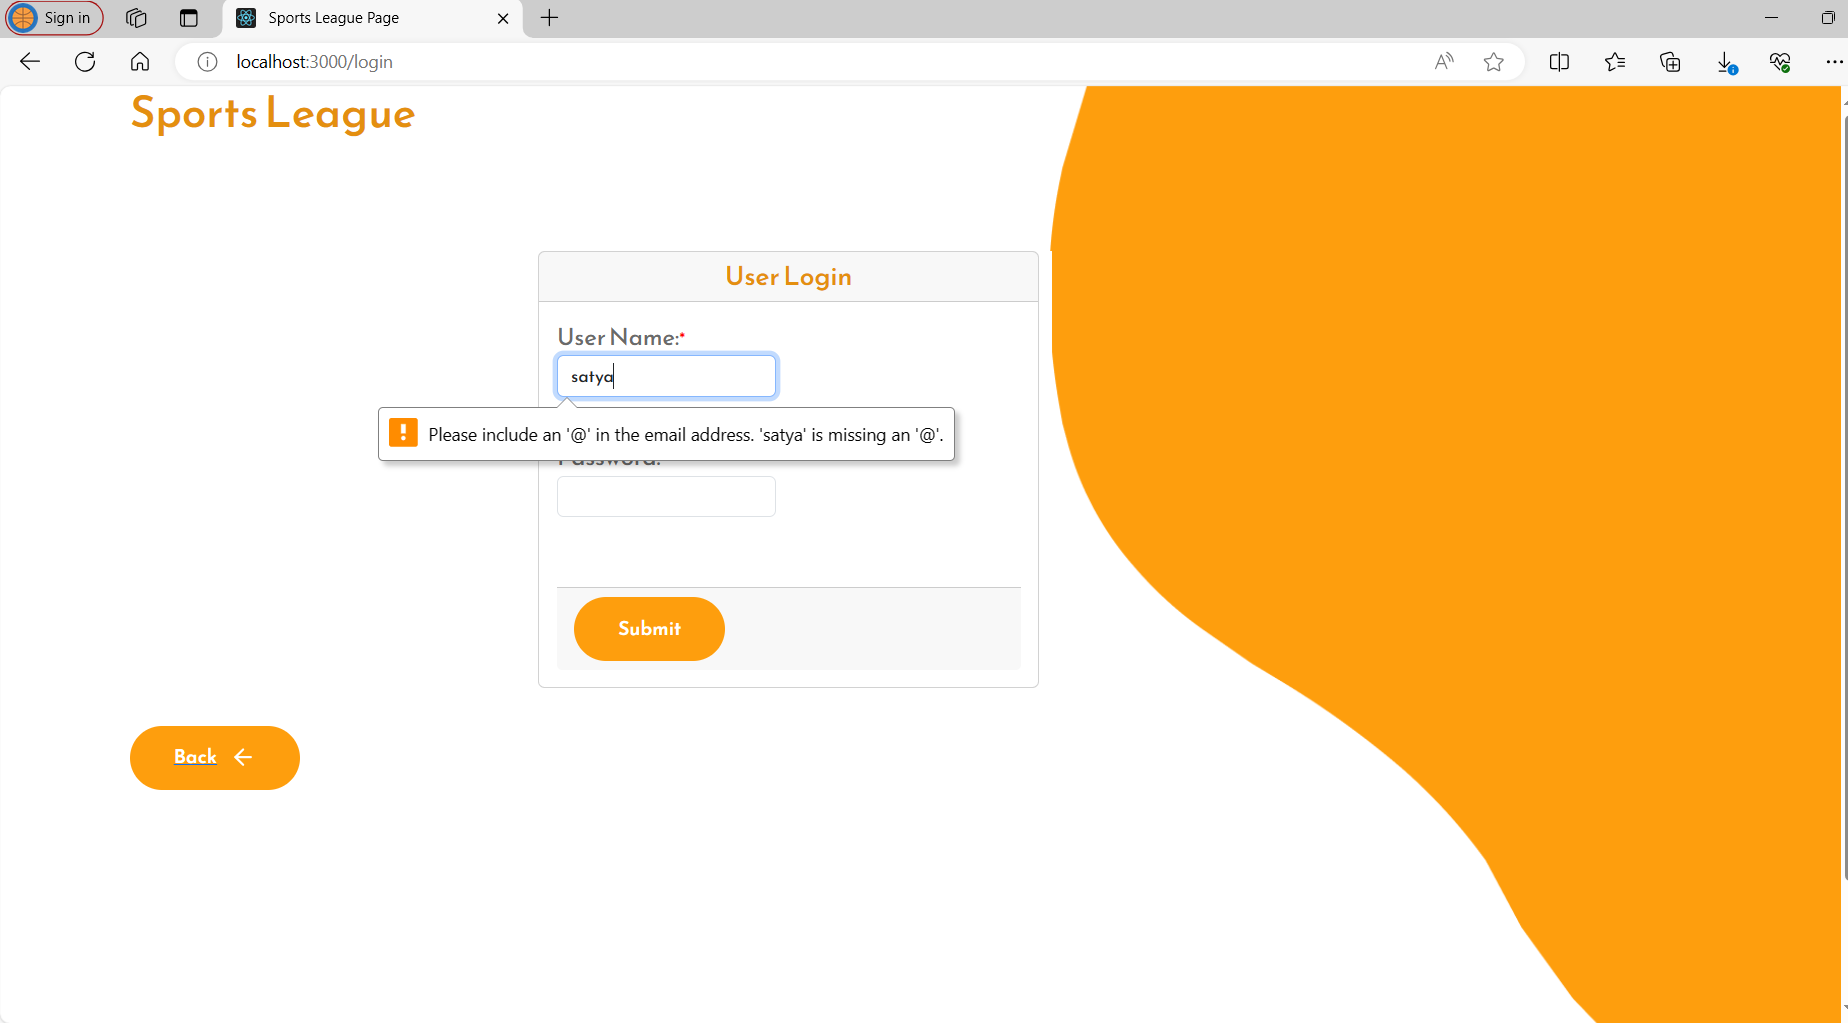 Sign in
Sports League Page
localhost:3000/login
Sports League
User Login
User Name:*
satya
Please include an '@' in the email address. 'satya' is missing an '@'.
Password:
Submit
Back